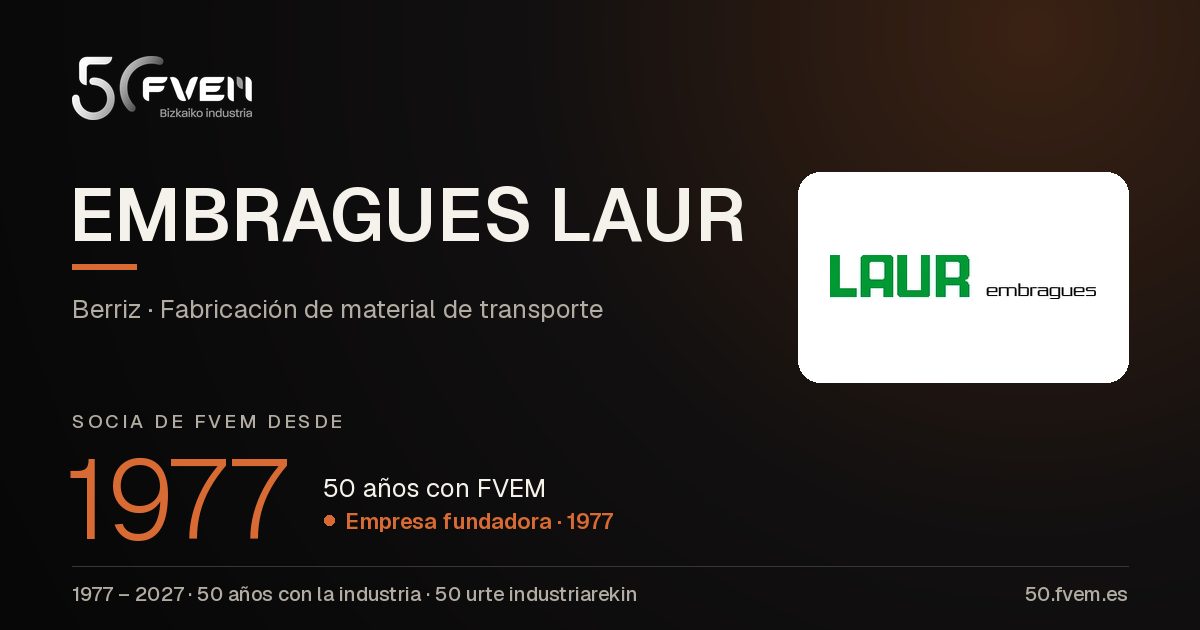 50 FVEM
Bizkaiko industria
EMBRAGUES LAUR
LAUR embragues
Berriz · Fabricación de material de transporte
SOCIA DE FVEM DESDE
1977
50 años con FVEM
Empresa fundadora · 1977
1977 – 2027 · 50 años con la industria · 50 urte industriarekin
50.fvem.es